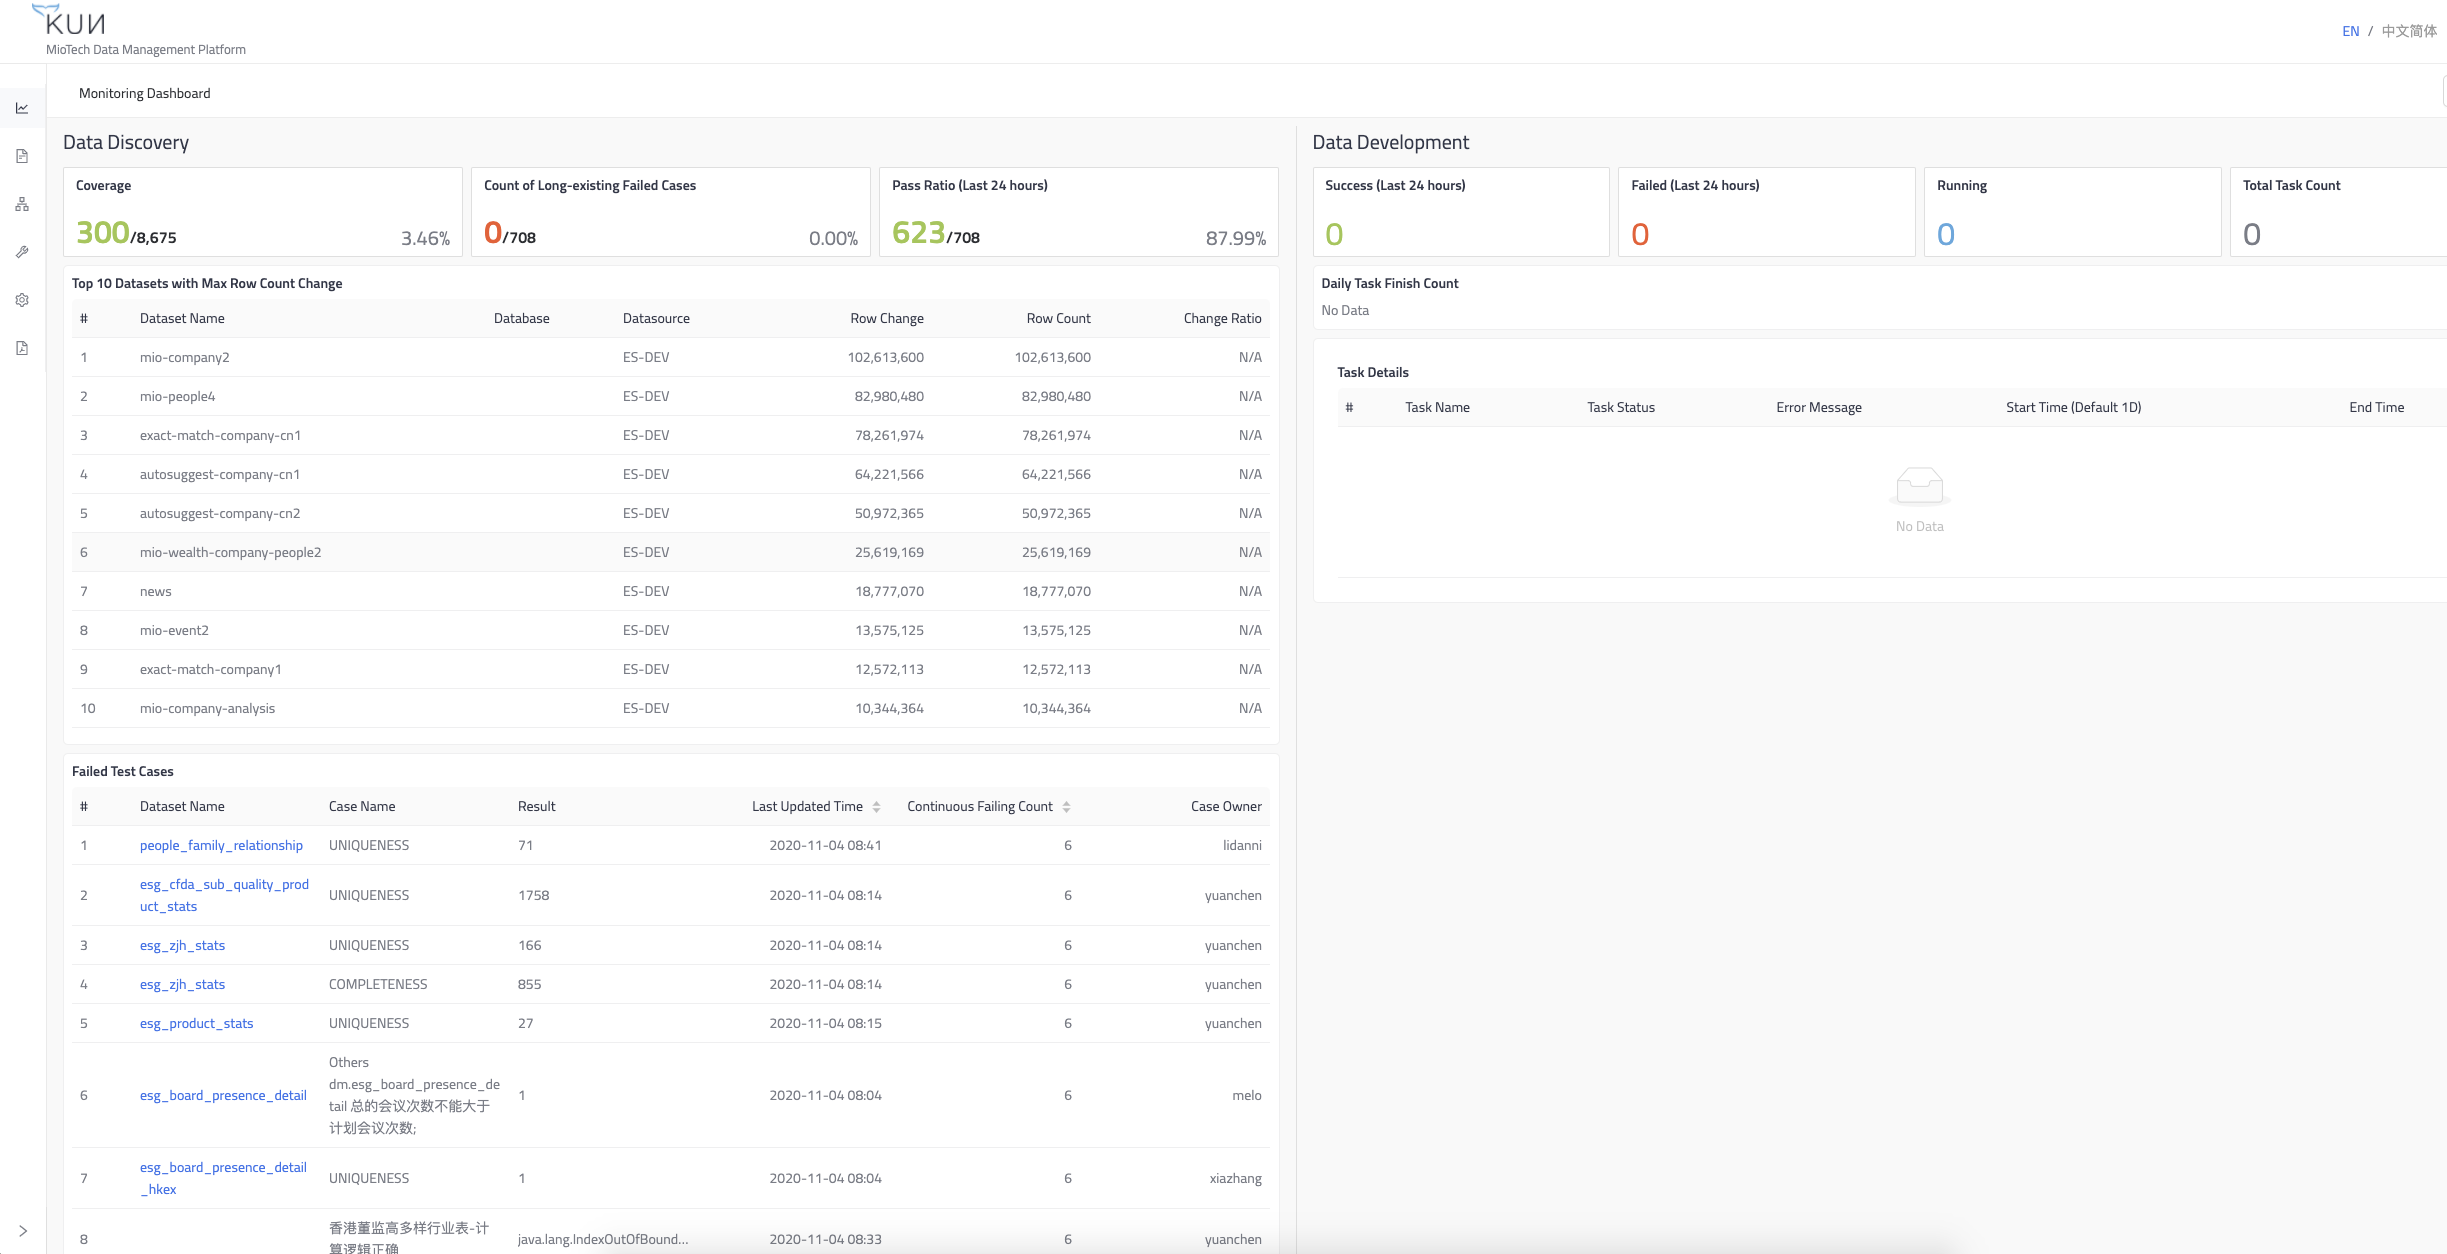 KUN
MioTech Data Management Platform
EN / 中文简体
Monitoring Dashboard
Data Discovery
Coverage
300/8,675 3.46%
Count of Long-existing Failed Cases
0/708 0.00%
Pass Ratio (Last 24 hours)
623/708 87.99%
Top 10 Datasets with Max Row Count Change
# Dataset Name Database Datasource Row Change Row Count Change Ratio
1 mio-company2 ES-DEV 102,613,600 102,613,600 N/A
2 mio-people4 ES-DEV 82,980,480 82,980,480 N/A
3 exact-match-company-cn1 ES-DEV 78,261,974 78,261,974 N/A
4 autosuggest-company-cn1 ES-DEV 64,221,566 64,221,566 N/A
5 autosuggest-company-cn2 ES-DEV 50,972,365 50,972,365 N/A
6 mio-wealth-company-people2 ES-DEV 25,619,169 25,619,169 N/A
7 news ES-DEV 18,777,070 18,777,070 N/A
8 mio-event2 ES-DEV 13,575,125 13,575,125 N/A
9 exact-match-company1 ES-DEV 12,572,113 12,572,113 N/A
10 mio-company-analysis ES-DEV 10,344,364 10,344,364 N/A
Failed Test Cases
# Dataset Name Case Name Result Last Updated Time Continuous Failing Count Case Owner
1 people_family_relationship UNIQUENESS 71 2020-11-04 08:41 6 lidanni
2 esg_cfda_sub_quality_prod
uct_stats UNIQUENESS 1758 2020-11-04 08:14 6 yuanchen
3 esg_zjh_stats UNIQUENESS 166 2020-11-04 08:14 6 yuanchen
4 esg_zjh_stats COMPLETENESS 855 2020-11-04 08:14 6 yuanchen
5 esg_product_stats UNIQUENESS 27 2020-11-04 08:15 6 yuanchen
6 esg_board_presence_detail Others
dm.esg_board_presence_de
tail 总的会议次数不能大于
计划会议次数; 1 2020-11-04 08:04 6 melo
7 esg_board_presence_detail
_hkex UNIQUENESS 1 2020-11-04 08:04 6 xiazhang
8 香港董监高多样行业表-计
算逻辑正确 java.lang.IndexOutOfBound... 2020-11-04 08:33 6 yuanchen
Data Development
Success (Last 24 hours)
0
Failed (Last 24 hours)
0
Running
0
Total Task Count
0
Daily Task Finish Count
No Data
Task Details
# Task Name Task Status Error Message Start Time (Default 1D) End Time
No Data